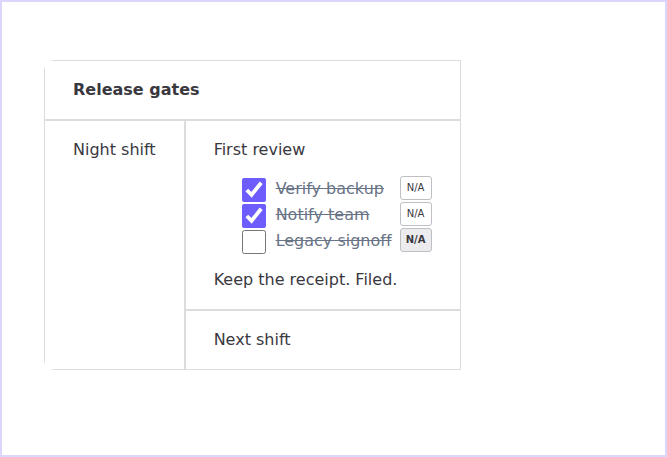 Release gates
Night shift
First review
Verify backup N/A
Notify team N/A
Legacy signoff N/A
Keep the receipt. Filed.
Next shift